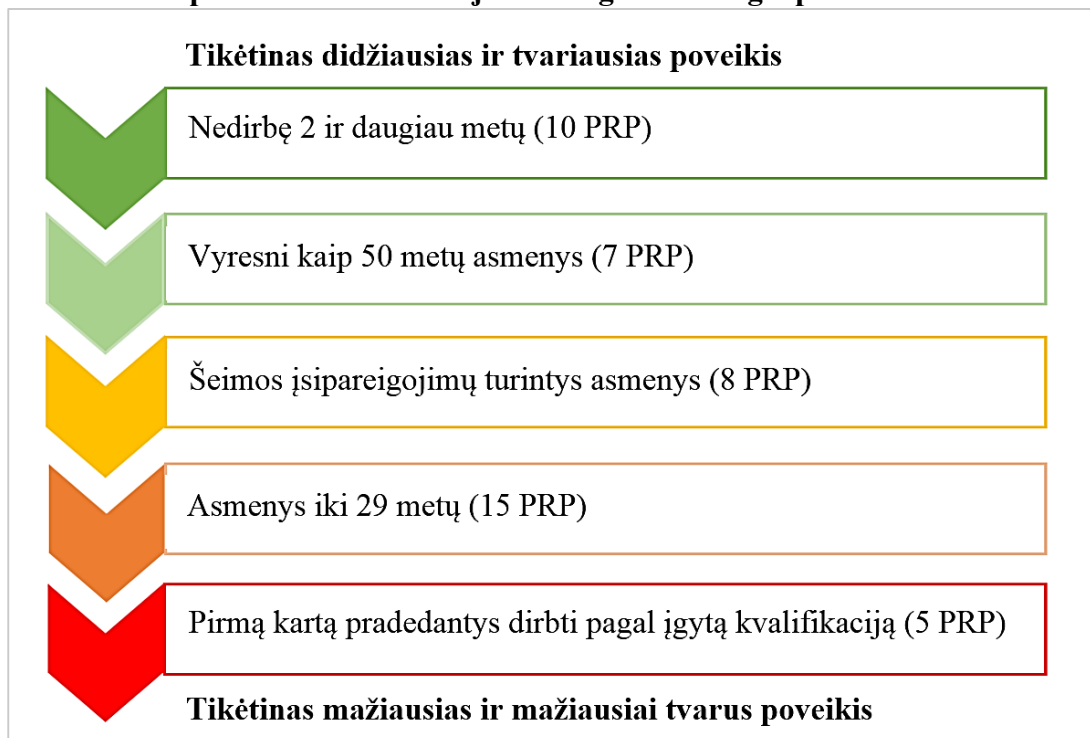 Tikėtinas didžiausias ir tvariausias poveikis
Nedirbę 2 ir daugiau metų (10 PRP)
Vyresni kaip 50 metų asmenys (7 PRP)
Šeimos įsipareigojimų turintys asmenys (8 PRP)
Asmenys iki 29 metų (15 PRP)
Pirmą kartą pradedantys dirbti pagal įgytą kvalifikaciją (5 PRP)
Tikėtinas mažiausias ir mažiausiai tvarus poveikis